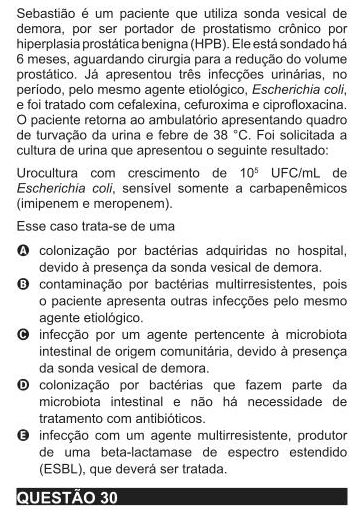 Sebastião é um paciente que utiliza sonda vesical de
demora, por ser portador de prostatismo crônico por
hiperplasia prostática benigna (HPB). Ele está sondado há
6 meses, aguardando cirurgia para a redução do volume
prostático. Já apresentou três infecções urinárias, no
período, pelo mesmo agente etiológico, Escherichia coli,
e foi tratado com cefalexina, cefuroxima e ciprofloxacina.
O paciente retorna ao ambulatório apresentando quadro
de turvação da urina e febre de 38 °C. Foi solicitada a
cultura de urina que apresentou o seguinte resultado:
Urocultura com crescimento de 10⁵ UFC/mL de
Escherichia coli, sensível somente a carbapenêmicos
(imipenem e meropenem).
Esse caso trata-se de uma
A colonização por bactérias adquiridas no hospital,
devido à presença da sonda vesical de demora.
B contaminação por bactérias multirresistentes, pois
o paciente apresenta outras infecções pelo mesmo
agente etiológico.
C infecção por um agente pertencente à microbiota
intestinal de origem comunitária, devido à presença
da sonda vesical de demora.
D colonização por bactérias que fazem parte da
microbiota intestinal e não há necessidade de
tratamento com antibióticos.
E infecção com um agente multirresistente, produtor
de uma beta-lactamase de espectro estendido
(ESBL), que deverá ser tratada.
QUESTÃO 30